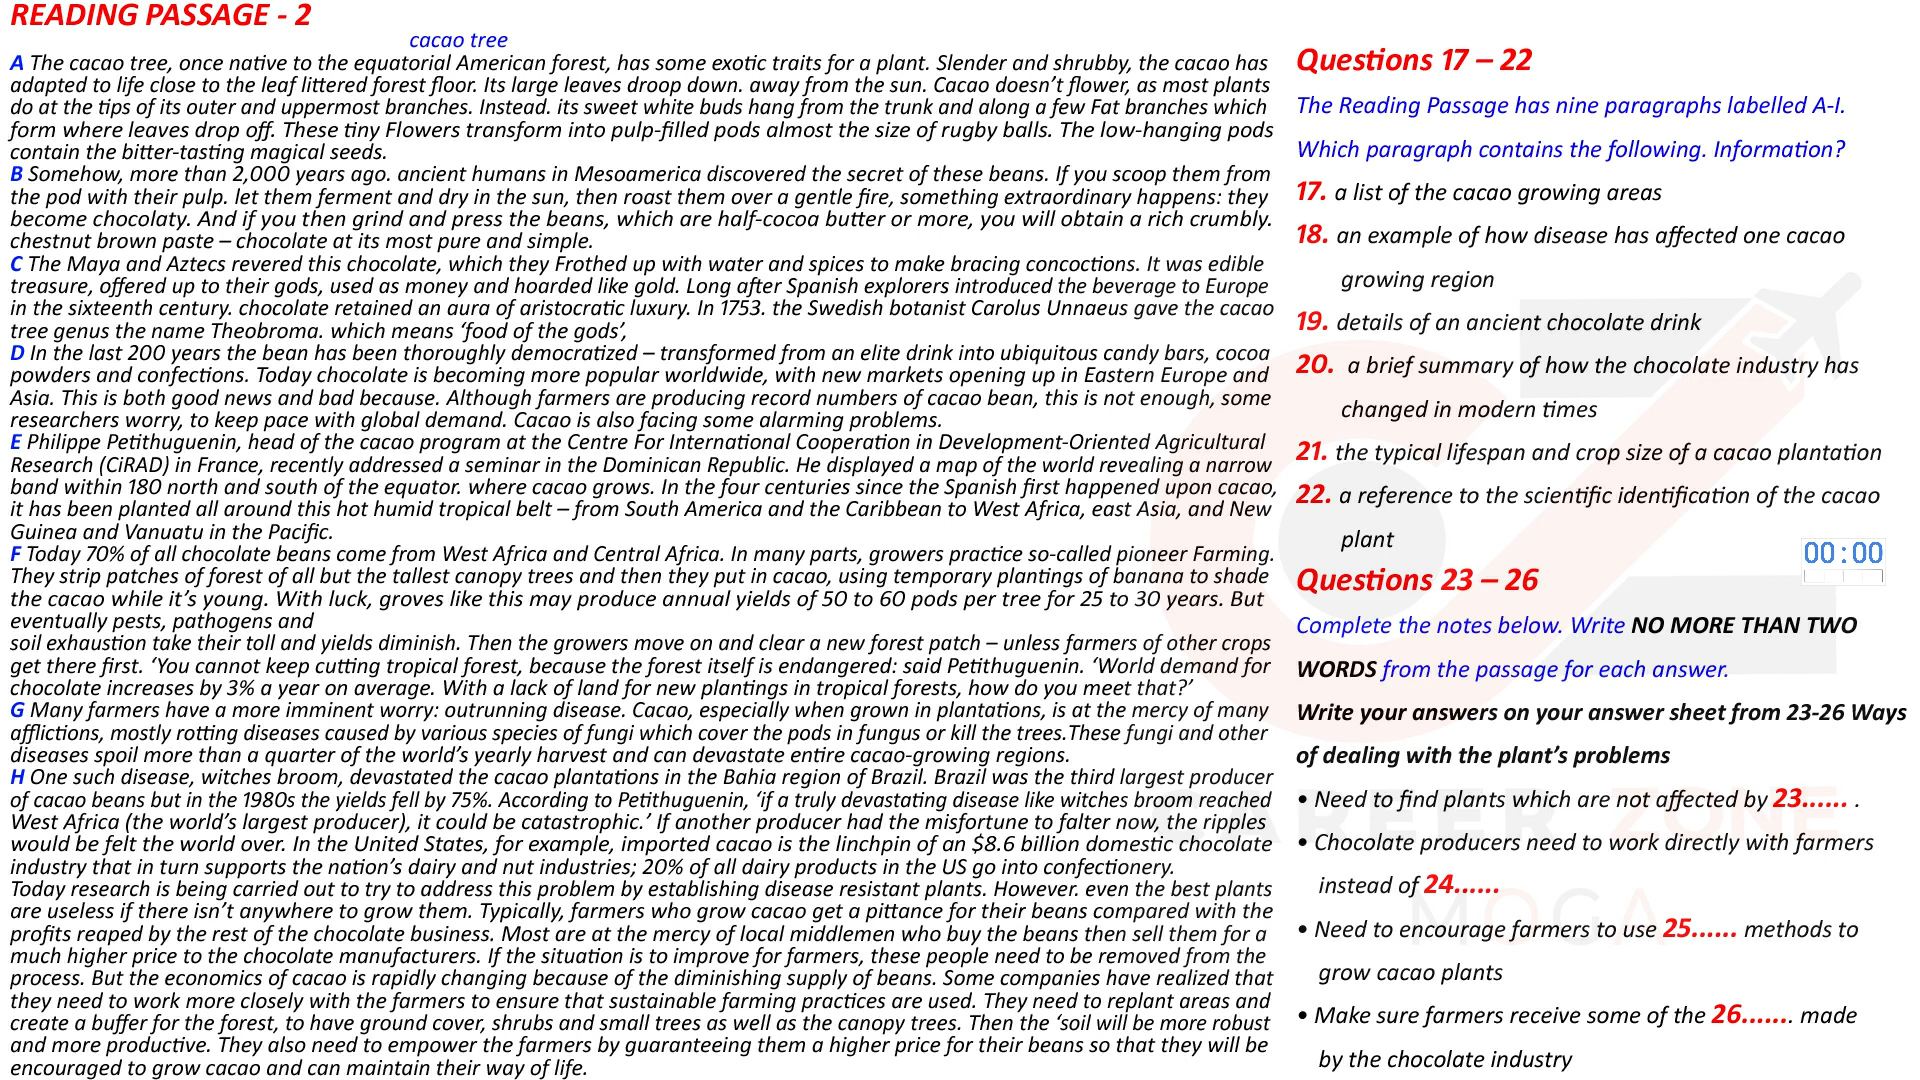 READING PASSAGE - 2
cacao tree
A The cacao tree, once native to the equatorial American forest, has some exotic traits for a plant. Slender and shrubby, the cacao has
adapted to life close to the leaf littered forest floor. Its large leaves droop down. away from the sun. Cacao doesn't flower, as most plants
do at the tips of its outer and uppermost branches. Instead. its sweet white buds hang from the trunk and along a few Fat branches which
form where leaves drop off. These tiny Flowers transform into pulp-filled pods almost the size of rugby balls. The low-hanging pods
contain the bitter-tasting magical seeds.
B Somehow, more than 2,000 years ago. ancient humans in Mesoamerica discovered the secret of these beans. If you scoop them from
the pod with their pulp. let them ferment and dry in the sun, then roast them over a gentle fire, something extraordinary happens: they
become chocolaty. And if you then grind and press the beans, which are half-cocoa butter or more, you will obtain a rich crumbly.
chestnut brown paste – chocolate at its most pure and simple.
C The Maya and Aztecs revered this chocolate, which they Frothed up with water and spices to make bracing concoctions. It was edible
treasure, offered up to their gods, used as money and hoarded like gold. Long after Spanish explorers introduced the beverage to Europe
in the sixteenth century. chocolate retained an aura of aristocratic luxury. In 1753. the Swedish botanist Carolus Unnaeus gave the cacao
tree genus the name Theobroma. which means 'food of the gods',
D In the last 200 years the bean has been thoroughly democratized – transformed from an elite drink into ubiquitous candy bars, cocoa
powders and confections. Today chocolate is becoming more popular worldwide, with new markets opening up in Eastern Europe and
Asia. This is both good news and bad because. Although farmers are producing record numbers of cacao bean, this is not enough, some
researchers worry, to keep pace with global demand. Cacao is also facing some alarming problems.
E Philippe Petithuguenin, head of the cacao program at the Centre For International Cooperation in Development-Oriented Agricultural
Research (CiRAD) in France, recently addressed a seminar in the Dominican Republic. He displayed a map of the world revealing a narrow
band within 180 north and south of the equator. where cacao grows. In the four centuries since the Spanish first happened upon cacao,
it has been planted all around this hot humid tropical belt – from South America and the Caribbean to West Africa, east Asia, and New
Guinea and Vanuatu in the Pacific.
F Today 70% of all chocolate beans come from West Africa and Central Africa. In many parts, growers practice so-called pioneer Farming.
They strip patches of forest of all but the tallest canopy trees and then they put in cacao, using temporary plantings of banana to shade
the cacao while it's young. With luck, groves like this may produce annual yields of 50 to 60 pods per tree for 25 to 30 years. But
eventually pests, pathogens and
soil exhaustion take their toll and yields diminish. Then the growers move on and clear a new forest patch – unless farmers of other crops
get there first. 'You cannot keep cutting tropical forest, because the forest itself is endangered: said Petithuguenin. 'World demand for
chocolate increases by 3% a year on average. With a lack of land for new plantings in tropical forests, how do you meet that?'
G Many farmers have a more imminent worry: outrunning disease. Cacao, especially when grown in plantations, is at the mercy of many
afflictions, mostly rotting diseases caused by various species of fungi which cover the pods in fungus or kill the trees.These fungi and other
diseases spoil more than a quarter of the world's yearly harvest and can devastate entire cacao-growing regions.
H One such disease, witches broom, devastated the cacao plantations in the Bahia region of Brazil. Brazil was the third largest producer
of cacao beans but in the 1980s the yields fell by 75%. According to Petithuguenin, 'if a truly devastating disease like witches broom reached
West Africa (the world's largest producer), it could be catastrophic.' If another producer had the misfortune to falter now, the ripples
would be felt the world over. In the United States, for example, imported cacao is the linchpin of an $8.6 billion domestic chocolate
industry that in turn supports the nation's dairy and nut industries; 20% of all dairy products in the US go into confectionery.
Today research is being carried out to try to address this problem by establishing disease resistant plants. However. even the best plants
are useless if there isn't anywhere to grow them. Typically, farmers who grow cacao get a pittance for their beans compared with the
profits reaped by the rest of the chocolate business. Most are at the mercy of local middlemen who buy the beans then sell them for a
much higher price to the chocolate manufacturers. If the situation is to improve for farmers, these people need to be removed from the
process. But the economics of cacao is rapidly changing because of the diminishing supply of beans. Some companies have realized that
they need to work more closely with the farmers to ensure that sustainable farming practices are used. They need to replant areas and
create a buffer for the forest, to have ground cover, shrubs and small trees as well as the canopy trees. Then the 'soil will be more robust
and more productive. They also need to empower the farmers by guaranteeing them a higher price for their beans so that they will be
encouraged to grow cacao and can maintain their way of life.
Questions 17 – 22
The Reading Passage has nine paragraphs labelled A-I.
Which paragraph contains the following. Information?
17. a list of the cacao growing areas
18. an example of how disease has affected one cacao
growing region
19. details of an ancient chocolate drink
20. a brief summary of how the chocolate industry has
changed in modern times
21. the typical lifespan and crop size of a cacao plantation
22. a reference to the scientific identification of the cacao
plant
00:00
Questions 23 – 26
Complete the notes below. Write NO MORE THAN TWO
WORDS from the passage for each answer.
Write your answers on your answer sheet from 23-26 Ways
of dealing with the plant's problems
• Need to find plants which are not affected by 23...... .
• Chocolate producers need to work directly with farmers
instead of 24......
• Need to encourage farmers to use 25...... methods to
grow cacao plants
• Make sure farmers receive some of the 26....... made
by the chocolate industry
CAREER ZONE
MOGA